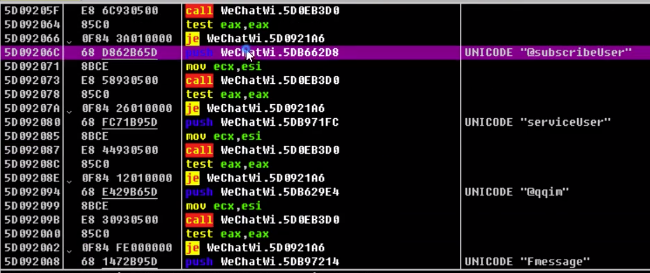 5D09205F E8 6C930500 call WeChatWi.5D0EB3D0
5D092064 85C0 test eax,eax
5D092066 0F84 3A010000 je WeChatWi.5D0921A6
5D09206C 68 D862B65D push WeChatWi.5DB662D8 UNICODE "@subscribeUser"
5D092071 8BCE mov ecx,esi
5D092073 E8 58930500 call WeChatWi.5D0EB3D0
5D092078 85C0 test eax,eax
5D09207A 0F84 26010000 je WeChatWi.5D0921A6
5D092080 68 FC71B95D push WeChatWi.5DB971FC UNICODE "serviceUser"
5D092085 8BCE mov ecx,esi
5D092087 E8 44930500 call WeChatWi.5D0EB3D0
5D09208C 85C0 test eax,eax
5D09208E 0F84 12010000 je WeChatWi.5D0921A6
5D092094 68 E429B65D push WeChatWi.5DB629E4 UNICODE "@qqim"
5D092099 8BCE mov ecx,esi
5D09209B E8 30930500 call WeChatWi.5D0EB3D0
5D0920A0 85C0 test eax,eax
5D0920A2 0F84 FE000000 je WeChatWi.5D0921A6
5D0920A8 68 1472B95D push WeChatWi.5DB97214 UNICODE "Fmessage"